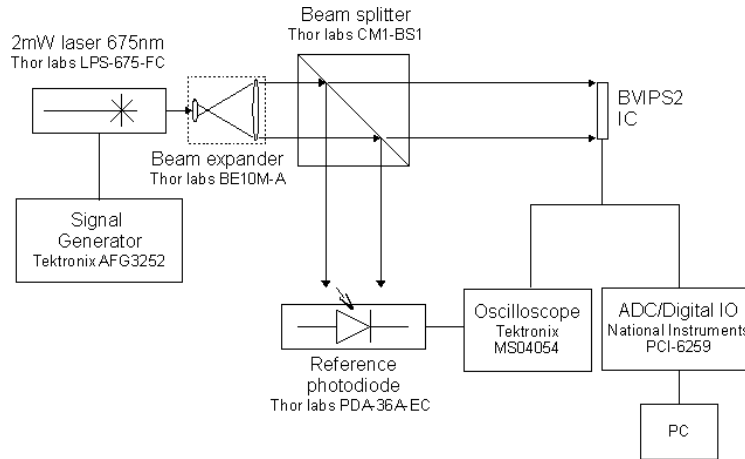 Beam splitter
Thor labs CM1-BS1
2mW laser 675nm
Thor labs LPS-675-FC
BVIPS2
IC
Beam expander
Thor labs BE10M-A
Signal
Generator
Tektronix AFG3252
Oscilloscope
Tektronix
MS04054
ADC/Digital IO
National Instruments
PCI-6259
Reference
photodiode
Thor labs PDA-36A-EC
PC